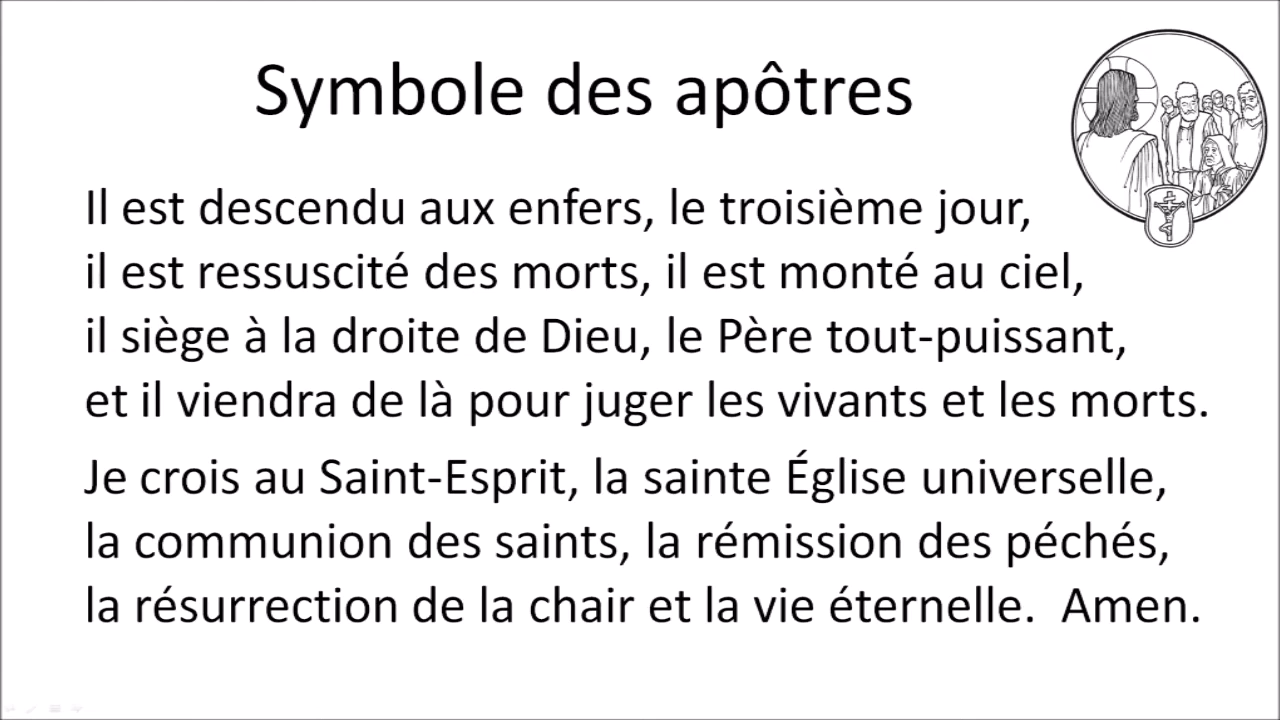 Symbole des apôtres
Il est descendu aux enfers, le troisième jour,
il est ressuscité des morts, il est monté au ciel,
il siège à la droite de Dieu, le Père tout-puissant,
et il viendra de là pour juger les vivants et les morts.
Je crois au Saint-Esprit, la sainte Église universelle,
la communion des saints, la rémission des péchés,
la résurrection de la chair et la vie éternelle.  Amen.